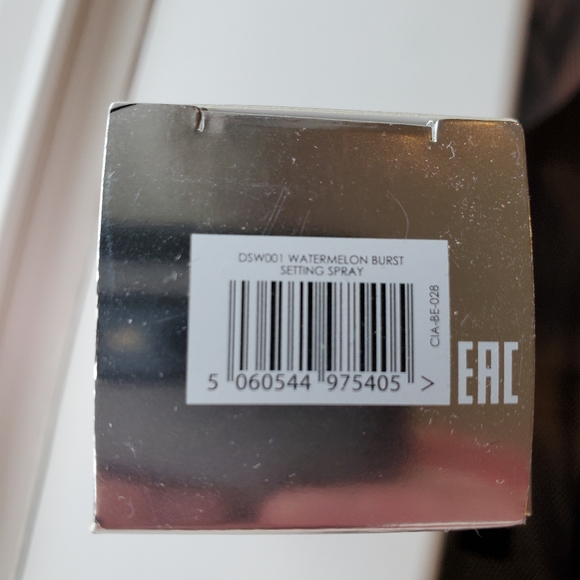 DSW001 WATERMELON BURST
SETTING SPRAY
CIA-BE-028
5 060544 975405 >
EAC